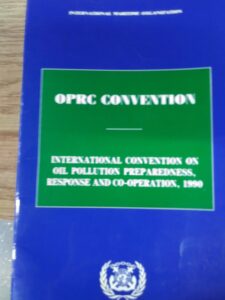 INTERNATIONAL MARITIME ORGANIZATION
OPRC CONVENTION
INTERNATIONAL CONVENTION ON
OIL POLLUTION PREPAREDNESS,
RESPONSE AND CO-OPERATION, 1990